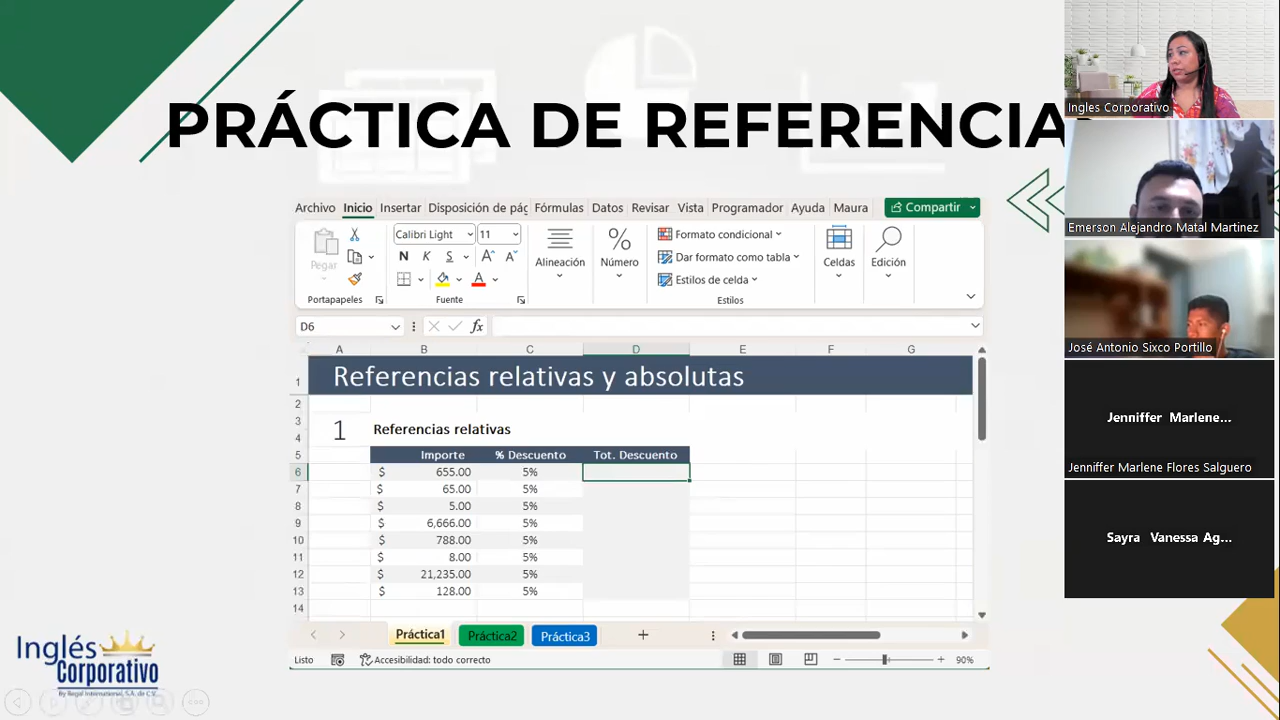 PRÁCTICA DE REFERENCIA
Archivo Inicio Insertar Disposición de pág Fórmulas Datos Revisar Vista Programador Ayuda Maura Compartir
Pegar
Portapapeles
Calibri Light 11
N K S A A
A
Fuente
Alineación
%
Número
Formato condicional
Dar formato como tabla
Estilos de celda
Estilos
Celdas
Edición
D6 fx
A B C D E F G
1 Referencias relativas y absolutas
2
3
4
1 Referencias relativas
5 Importe % Descuento Tot. Descuento
6 $ 655.00 5%
7 $ 65.00 5%
8 $ 5.00 5%
9 $ 6,666.00 5%
10 $ 788.00 5%
11 $ 8.00 5%
12 $ 21,235.00 5%
13 $ 128.00 5%
14
Práctica1 Práctica2 Práctica3 +
Listo Accesibilidad: todo correcto 90%
Inglés
Corporativo
By Regal International, S.A. de C.V.
Ingles Corporativo
Emerson Alejandro Matal Martínez
José Antonio Sixco Portillo
Jenniffer Marlene...
Jenniffer Marlene Flores Salguero
Sayra Vanessa Ag...